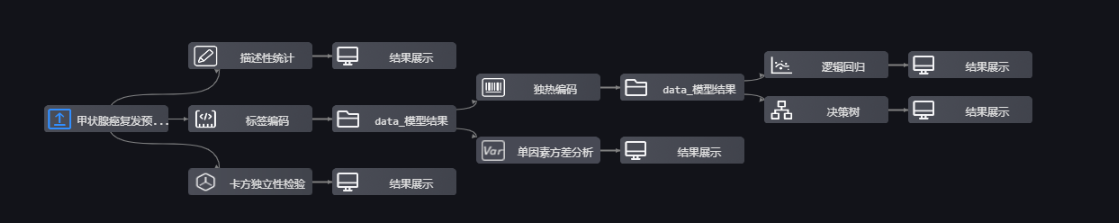 描述性统计
结果展示
逻辑回归
结果展示
独热编码
data_模型结果
甲状腺癌复发预...
标签编码
data_模型结果
决策树
结果展示
Var
单因素方差分析
结果展示
卡方独立性检验
结果展示